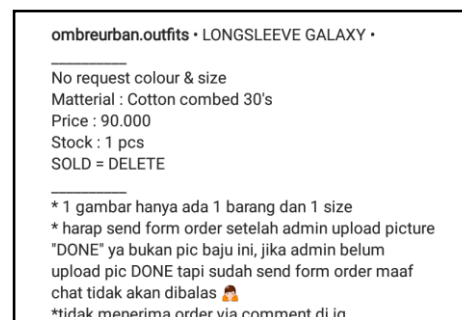 ombreurban.outfits • LONGSLEEVE GALAXY •
__________
No request colour & size
Matterial : Cotton combed 30's
Price : 90.000
Stock : 1 pcs
SOLD = DELETE
__________
* 1 gambar hanya ada 1 barang dan 1 size
* harap send form order setelah admin upload picture
"DONE" ya bukan pic baju ini, jika admin belum
upload pic DONE tapi sudah send form order maaf
chat tidak akan dibalas 🙇
*tidak menerima order via comment di ig